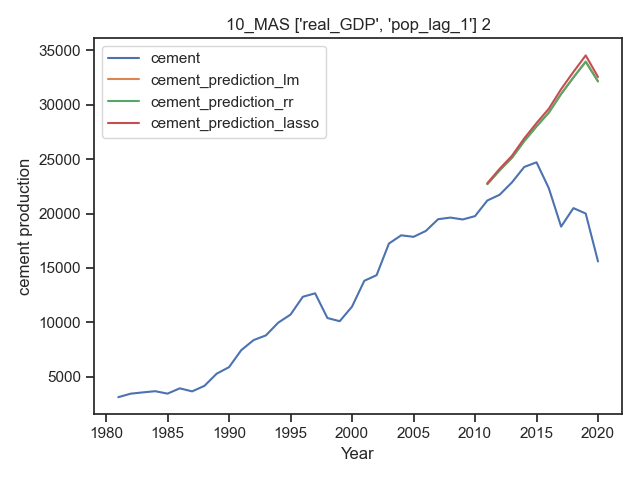 10_MAS ['real_GDP', 'pop_lag_1'] 2
cement
cement_prediction_lm
cement_prediction_rr
cement_prediction_lasso
35000
30000
25000
20000
15000
10000
5000
cement production
1980 1985 1990 1995 2000 2005 2010 2015 2020
Year